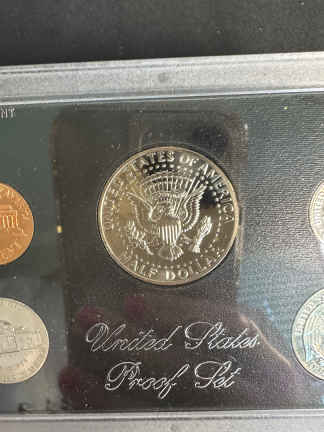 UNITED STATES OF AMERICA
HALF DOLLAR
United States
Proof Set